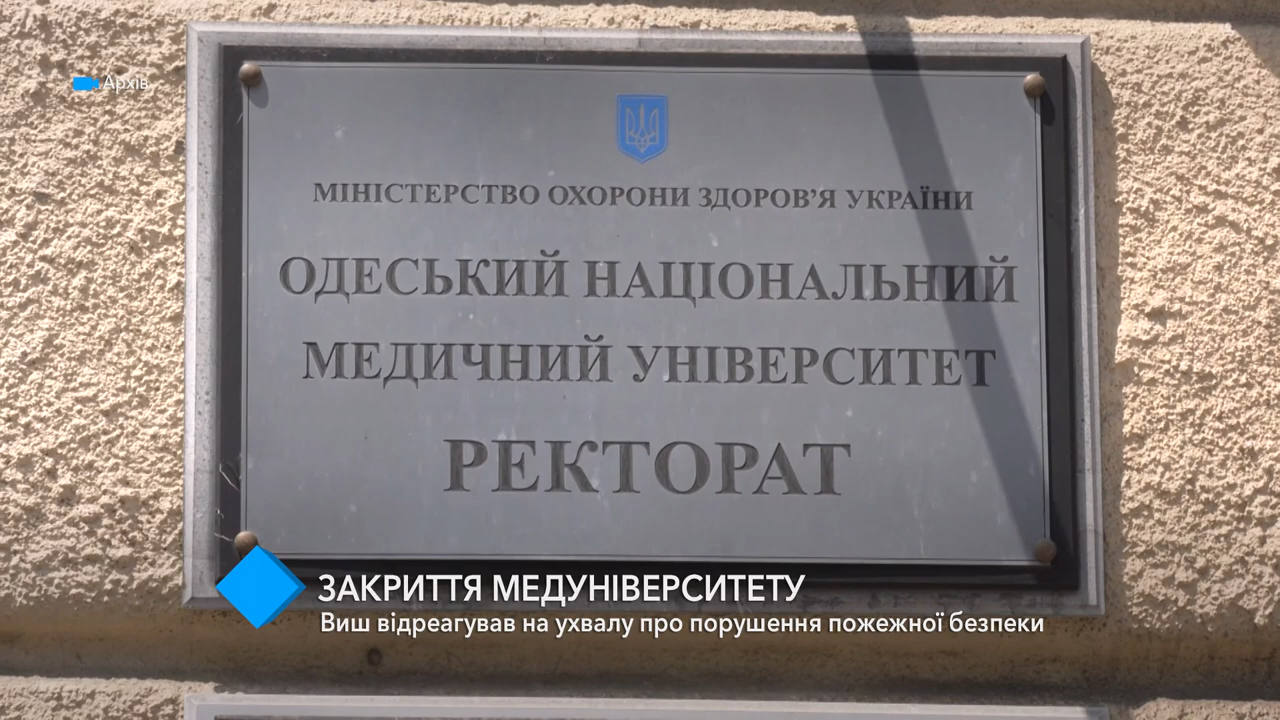 Архів
МІНІСТЕРСТВО ОХОРОНИ ЗДОРОВ’Я УКРАЇНИ
ОДЕСЬКИЙ НАЦІОНАЛЬНИЙ
МЕДИЧНИЙ УНІВЕРСИТЕТ
РЕКТОРАТ
ЗАКРИТТЯ МЕДУНІВЕРСИТЕТУ
Виш відреагував на ухвалу про порушення пожежної безпеки